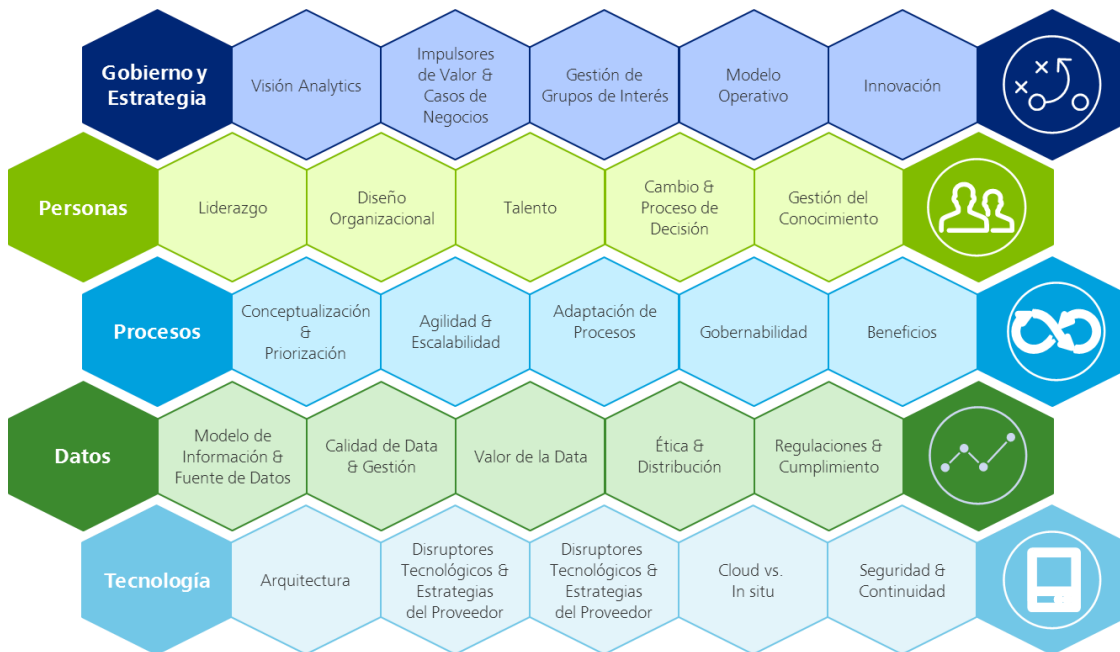 Gobierno y
Estrategia
Visión Analytics
Impulsores
de Valor &
Casos de
Negocios
Gestión de
Grupos de Interés
Modelo
Operativo
Innovación
Personas
Liderazgo
Diseño
Organizacional
Talento
Cambio &
Proceso de
Decisión
Gestión del
Conocimiento
Procesos
Conceptualización
&
Priorización
Agilidad &
Escalabilidad
Adaptación de
Procesos
Gobernabilidad
Beneficios
Datos
Modelo de
Información &
Fuente de Datos
Calidad de Data
& Gestión
Valor de la Data
Ética &
Distribución
Regulaciones &
Cumplimiento
Tecnología
Arquitectura
Disruptores
Tecnológicos &
Estrategias
del Proveedor
Disruptores
Tecnológicos &
Estrategias
del Proveedor
Cloud vs.
In situ
Seguridad &
Continuidad